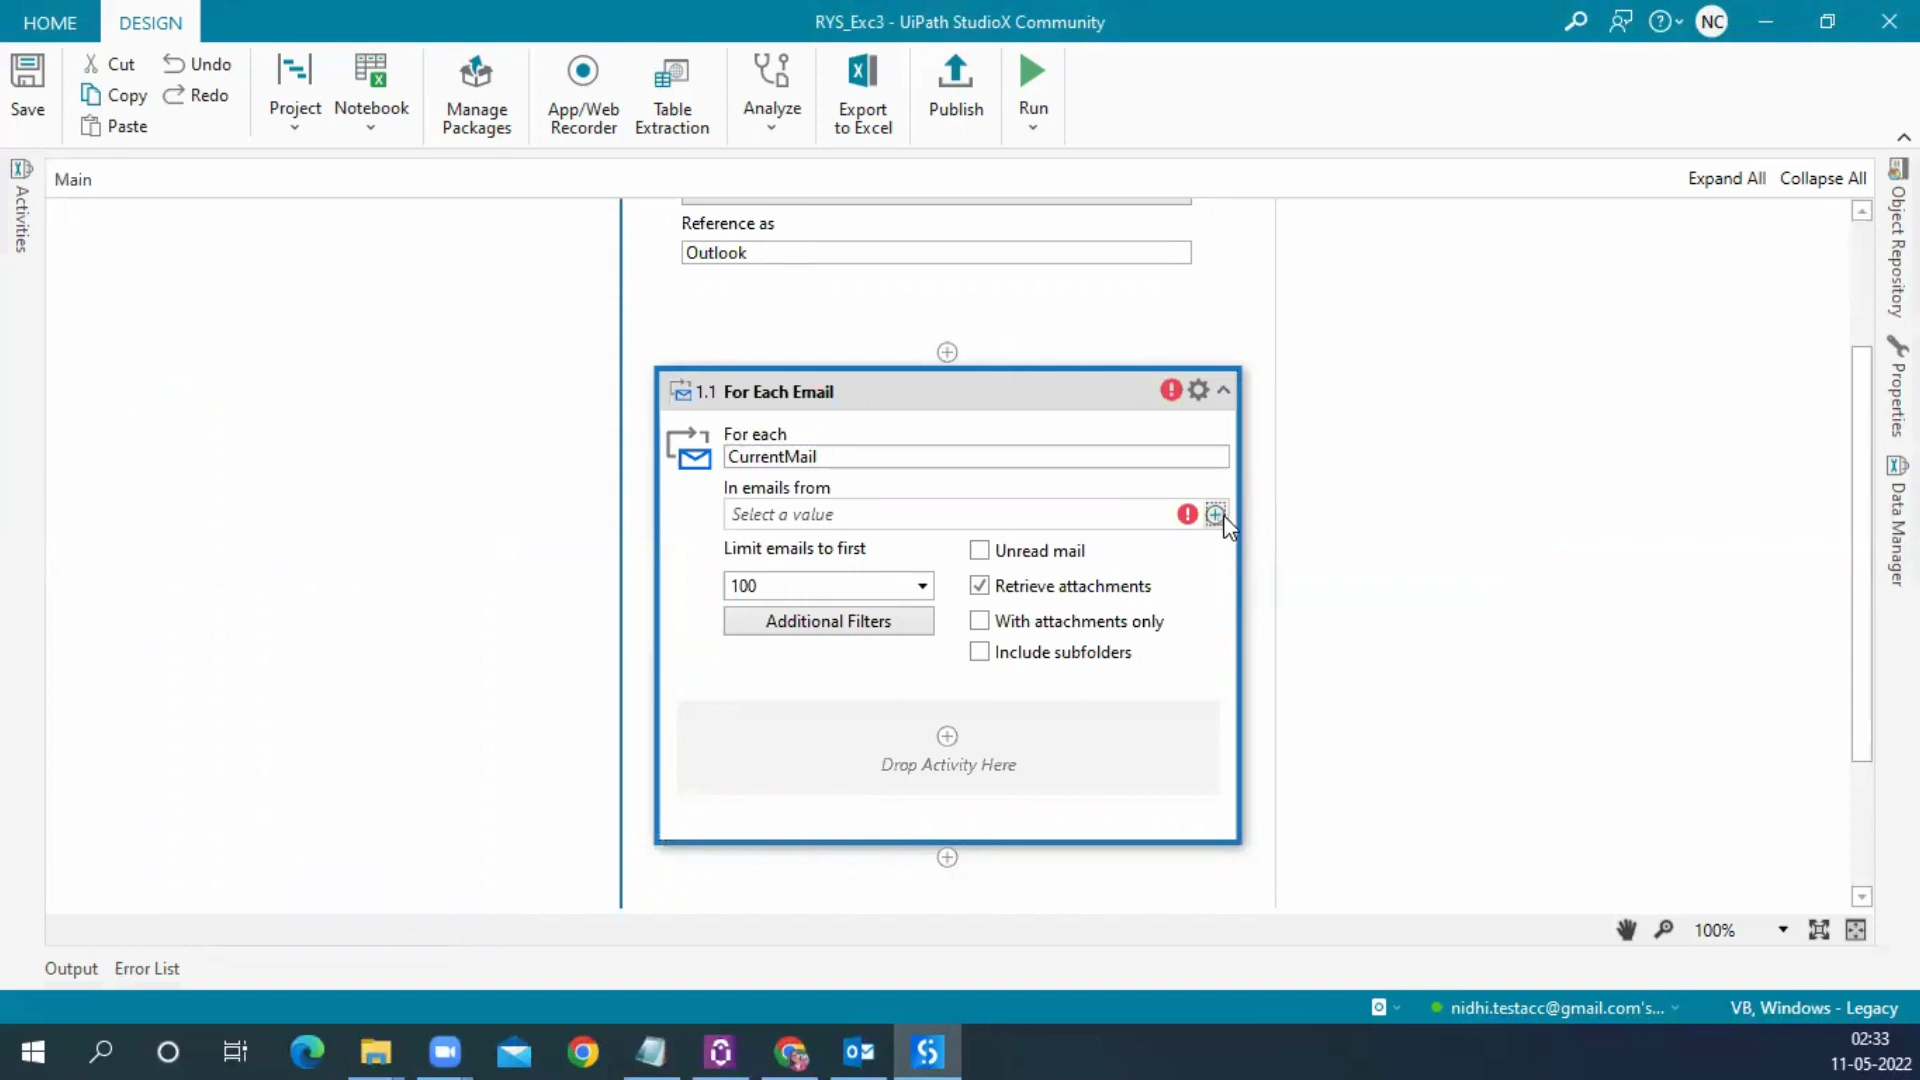 HOME
DESIGN
RYS_Exc3 - UiPath StudioX Community
NC
Save
Cut
Copy
Paste
Undo
Redo
Project
Notebook
Manage
Packages
App/Web
Recorder
Table
Extraction
Analyze
Export
to Excel
Publish
Run
Activities
Main
Expand All
Collapse All
Object Repository
Properties
Data Manager
Reference as
Outlook
1.1 For Each Email
For each
CurrentMail
In emails from
Select a value
Limit emails to first
100
Additional Filters
Unread mail
Retrieve attachments
With attachments only
Include subfolders
Drop Activity Here
100%
Output
Error List
nidhi.testacc@gmail.com's...
VB, Windows - Legacy
02:33
11-05-2022